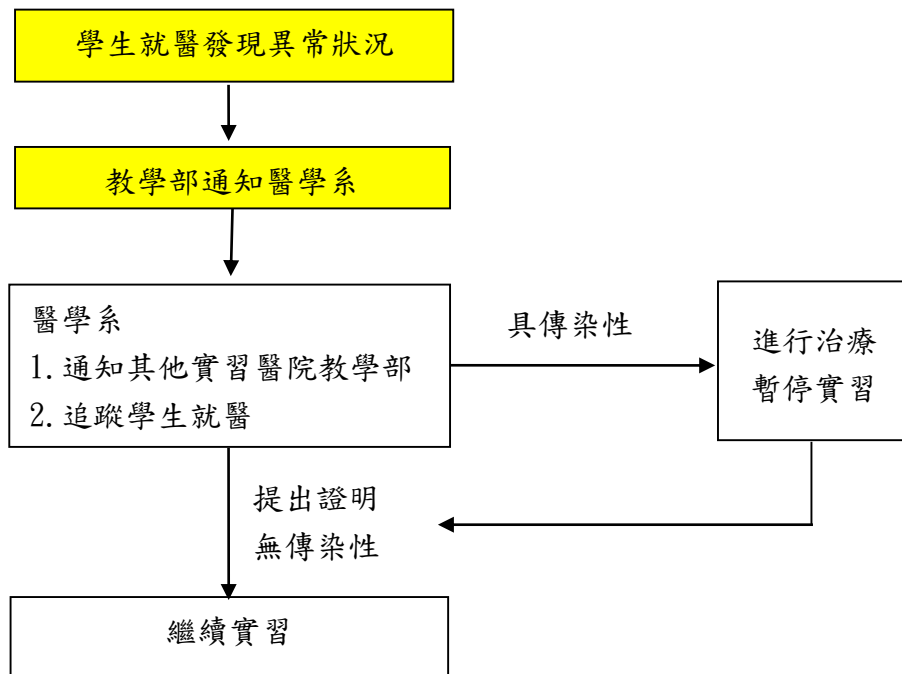 學生就醫發現異常狀況
教學部通知醫學系
醫學系
1.通知其他實習醫院教學部
2.追蹤學生就醫
具傳染性
進行治療
暫停實習
提出證明
無傳染性
繼續實習